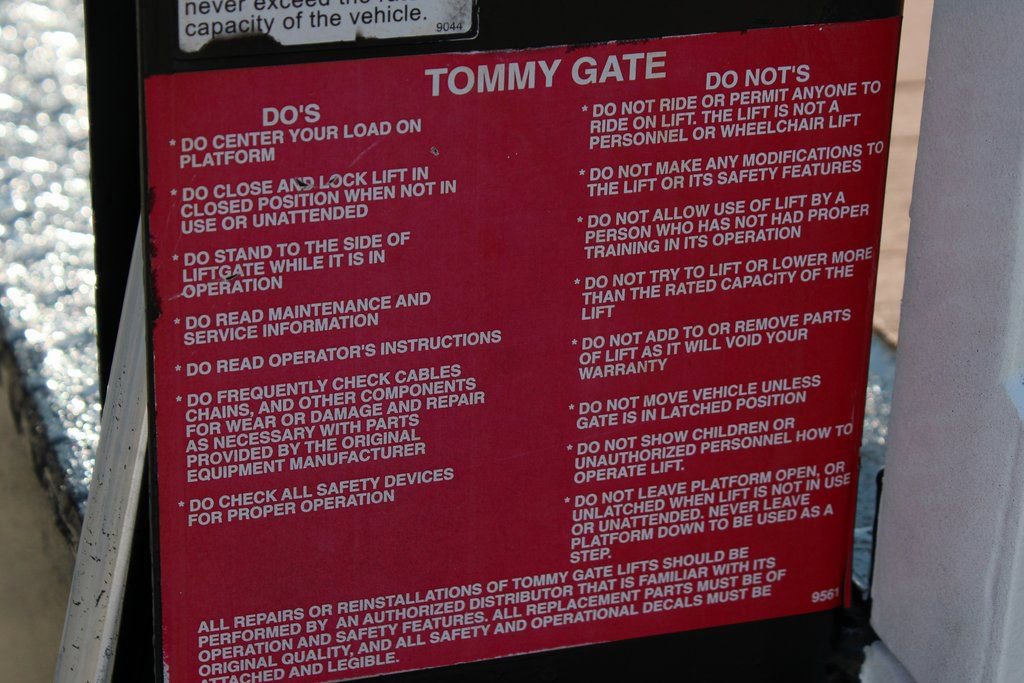 never exceed the rated
capacity of the vehicle.
9044
TOMMY GATE
DO'S
* DO CENTER YOUR LOAD ON
PLATFORM
* DO CLOSE AND LOCK LIFT IN
CLOSED POSITION WHEN NOT IN
USE OR UNATTENDED
* DO STAND TO THE SIDE OF
LIFTGATE WHILE IT IS IN
OPERATION
* DO READ MAINTENANCE AND
SERVICE INFORMATION
* DO READ OPERATOR'S INSTRUCTIONS
* DO FREQUENTLY CHECK CABLES
CHAINS, AND OTHER COMPONENTS
FOR WEAR OR DAMAGE AND REPAIR
AS NECESSARY WITH PARTS
PROVIDED BY THE ORIGINAL
EQUIPMENT MANUFACTURER
* DO CHECK ALL SAFETY DEVICES
FOR PROPER OPERATION
DO NOT'S
* DO NOT RIDE OR PERMIT ANYONE TO
RIDE ON LIFT. THE LIFT IS NOT A
PERSONNEL OR WHEELCHAIR LIFT
* DO NOT MAKE ANY MODIFICATIONS TO
THE LIFT OR ITS SAFETY FEATURES
* DO NOT ALLOW USE OF LIFT BY A
PERSON WHO HAS NOT HAD PROPER
TRAINING IN ITS OPERATION
* DO NOT TRY TO LIFT OR LOWER MORE
THAN THE RATED CAPACITY OF THE
LIFT
* DO NOT ADD TO OR REMOVE PARTS
OF LIFT AS IT WILL VOID YOUR
WARRANTY
* DO NOT MOVE VEHICLE UNLESS
GATE IS IN LATCHED POSITION
* DO NOT SHOW CHILDREN OR
UNAUTHORIZED PERSONNEL HOW TO
OPERATE LIFT.
* DO NOT LEAVE PLATFORM OPEN, OR
UNLATCHED WHEN LIFT IS NOT IN USE
OR UNATTENDED. NEVER LEAVE
PLATFORM DOWN TO BE USED AS A
STEP.
ALL REPAIRS OR REINSTALLATIONS OF TOMMY GATE LIFTS SHOULD BE
PERFORMED BY AN AUTHORIZED DISTRIBUTOR THAT IS FAMILIAR WITH ITS
OPERATION AND SAFETY FEATURES. ALL REPLACEMENT PARTS MUST BE OF
ORIGINAL QUALITY, AND ALL SAFETY AND OPERATIONAL DECALS MUST BE
ATTACHED AND LEGIBLE.
9561